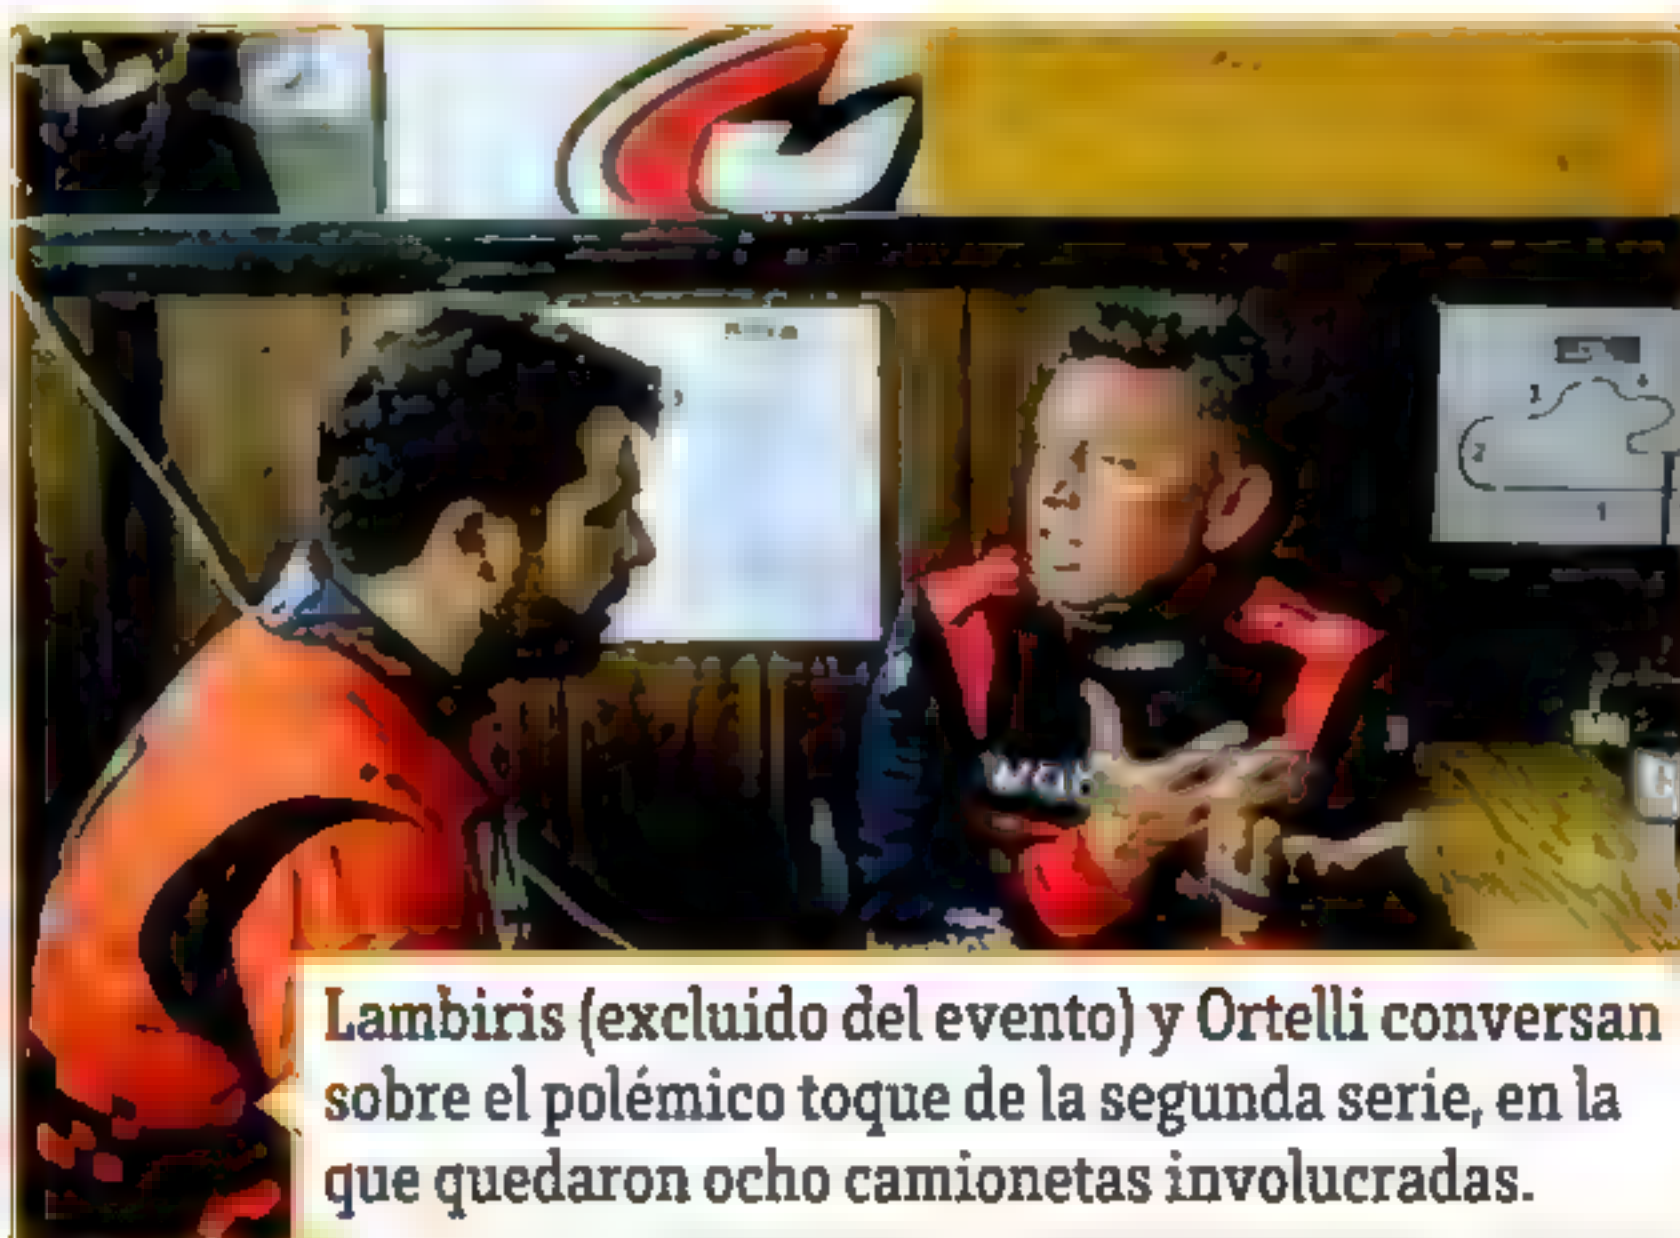 Lambiris (excluido del evento) y Ortelli conversan
sobre el polémico toque de la segunda serie, en la
que quedaron ocho camionetas involucradas.